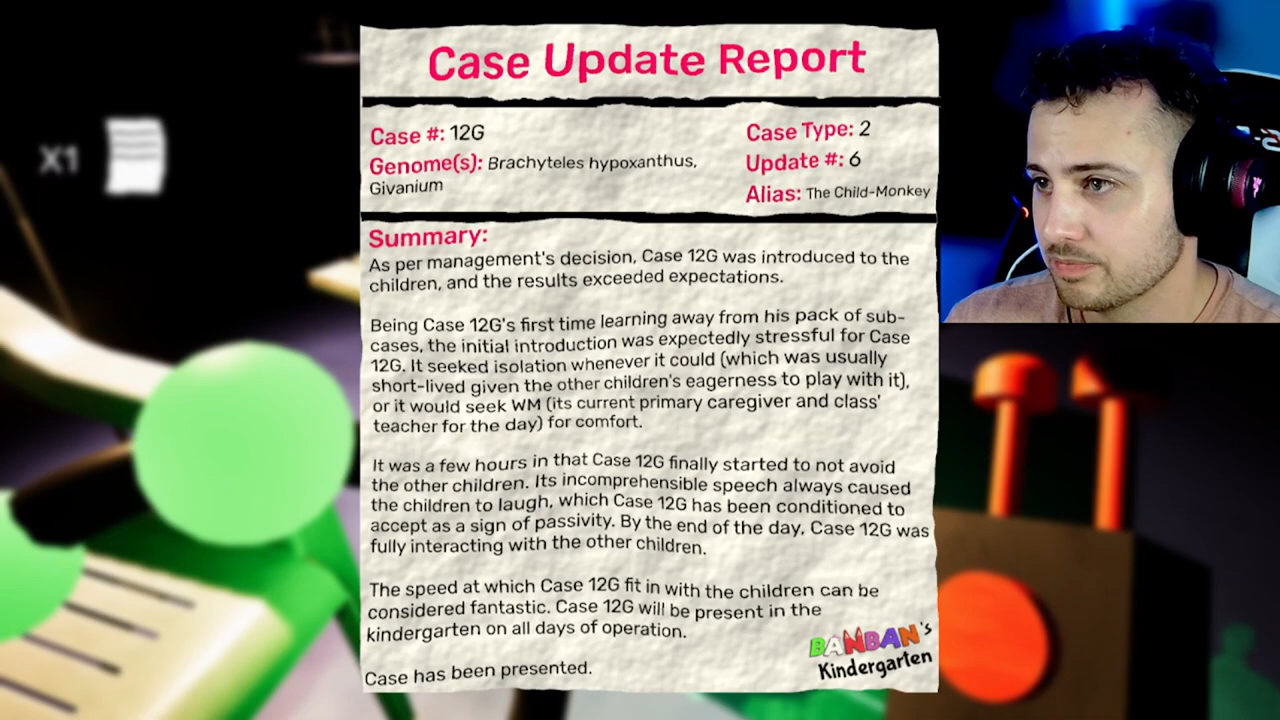 Case Update Report
X1
Case #: 12G
Genome(s): Brachyteles hypoxanthus,
Givanium
Case Type: 2
Update #: 6
Alias: The Child-Monkey
Summary:
As per management's decision, Case 12G was introduced to the
children, and the results exceeded expectations.
Being Case 12G's first time learning away from his pack of sub-
cases, the initial introduction was expectedly stressful for Case
12G. It seeked isolation whenever it could (which was usually
short-lived given the other children's eagerness to play with it),
or it would seek WM (its current primary caregiver and class'
teacher for the day) for comfort.
It was a few hours in that Case 12G finally started to not avoid
the other children. Its incomprehensible speech always caused
the children to laugh, which Case 12G has been conditioned to
accept as a sign of passivity. By the end of the day, Case 12G was
fully interacting with the other children.
The speed at which Case 12G fit in with the children can be
considered fantastic. Case 12G will be present in the
kindergarten on all days of operation.
Case has been presented.
BANBAN's
Kindergarten